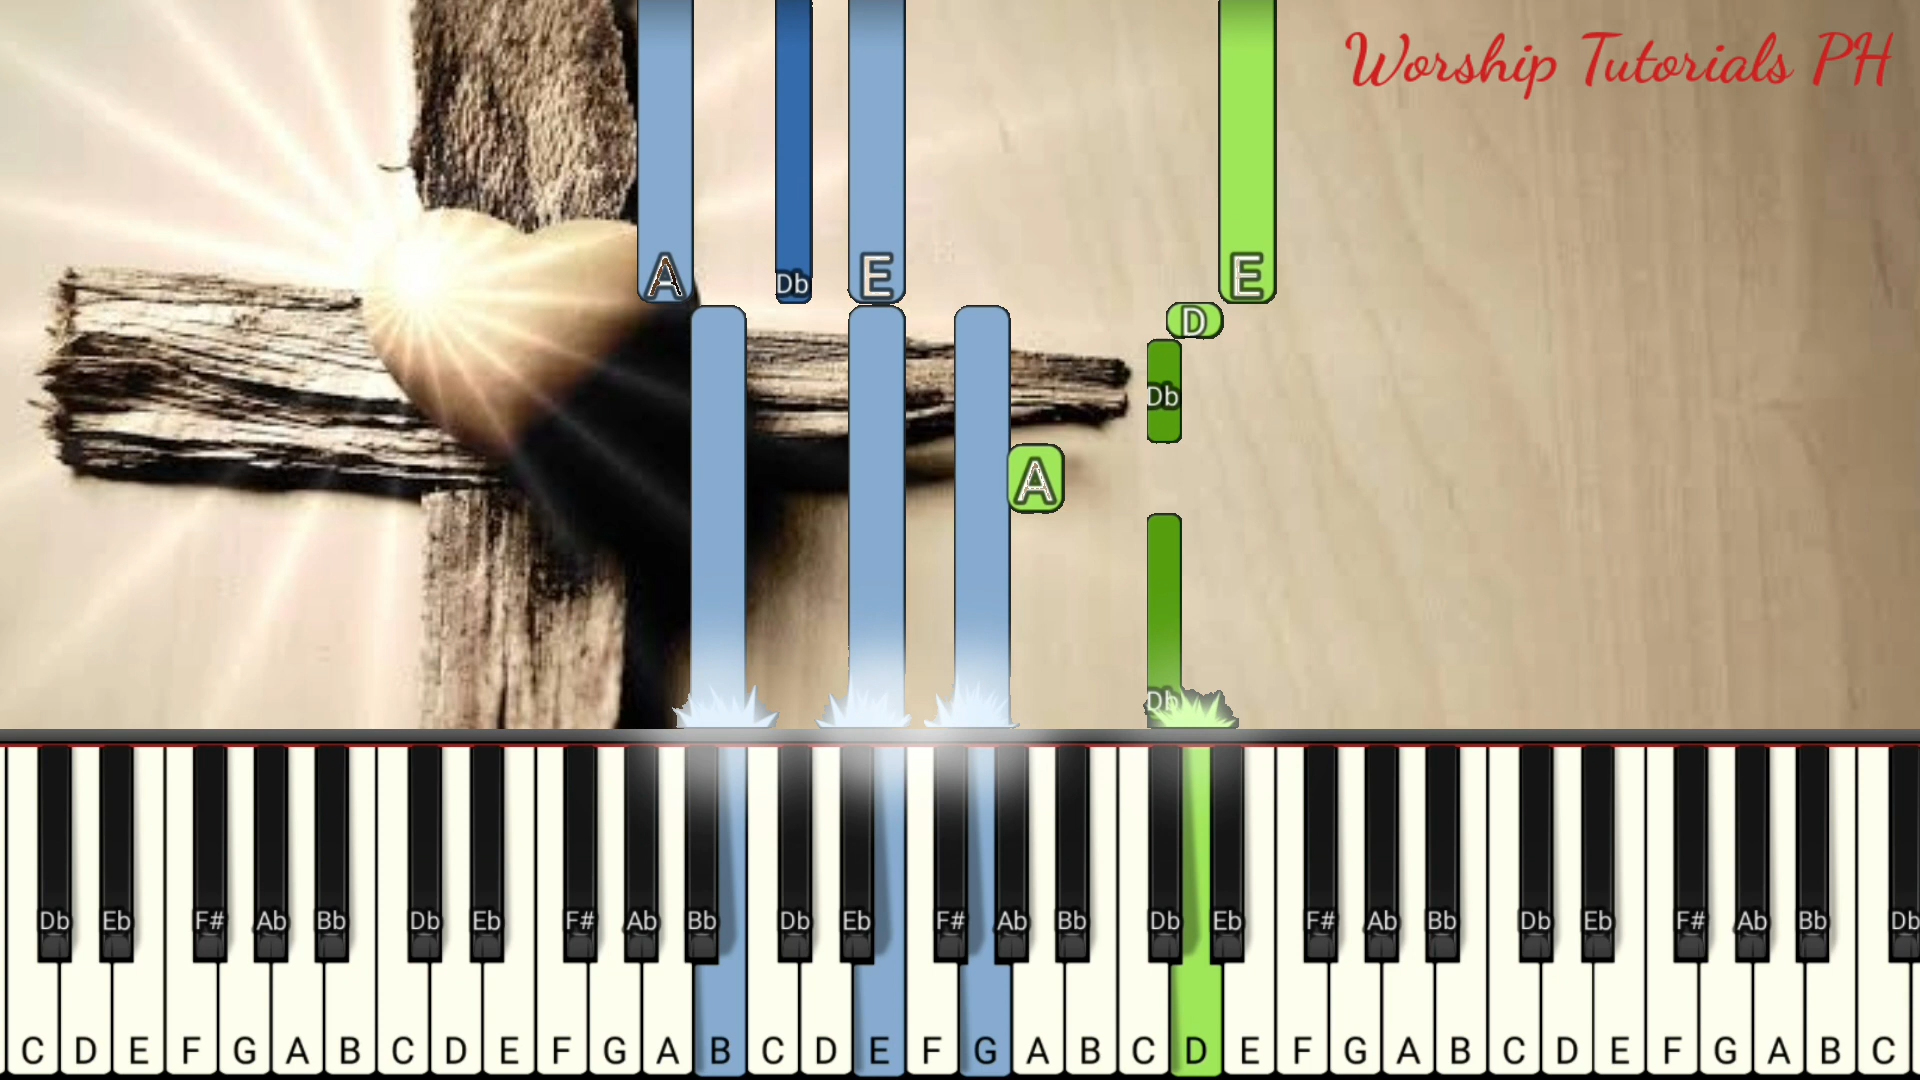 Worship Tutorials PH
A Db E E
D
Db
A
Db
Db Eb F# Ab Bb Db Eb F# Ab Bb Db Eb F# Ab Bb Db Eb F# Ab Bb Db Eb F# Ab Bb Db
C D E F G A B C D E F G A B C D E F G A B C D E F G A B C D E F G A B C